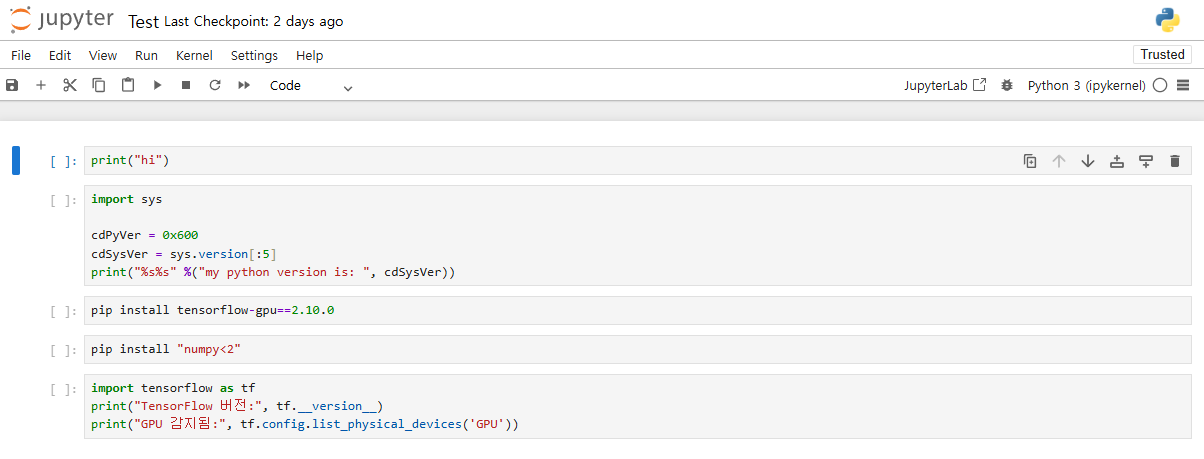 jupyter Test Last Checkpoint: 2 days ago
File Edit View Run Kernel Settings Help Trusted
Code JupyterLab Python 3 (ipykernel)
[ ]: print("hi")
[ ]: import sys
cdPyVer = 0x600
cdSysVer = sys.version[:5]
print("%s%s" %("my python version is: ", cdSysVer))
[ ]: pip install tensorflow-gpu==2.10.0
[ ]: pip install "numpy<2"
[ ]: import tensorflow as tf
print("TensorFlow 버전:", tf.__version__)
print("GPU 감지됨:", tf.config.list_physical_devices('GPU'))